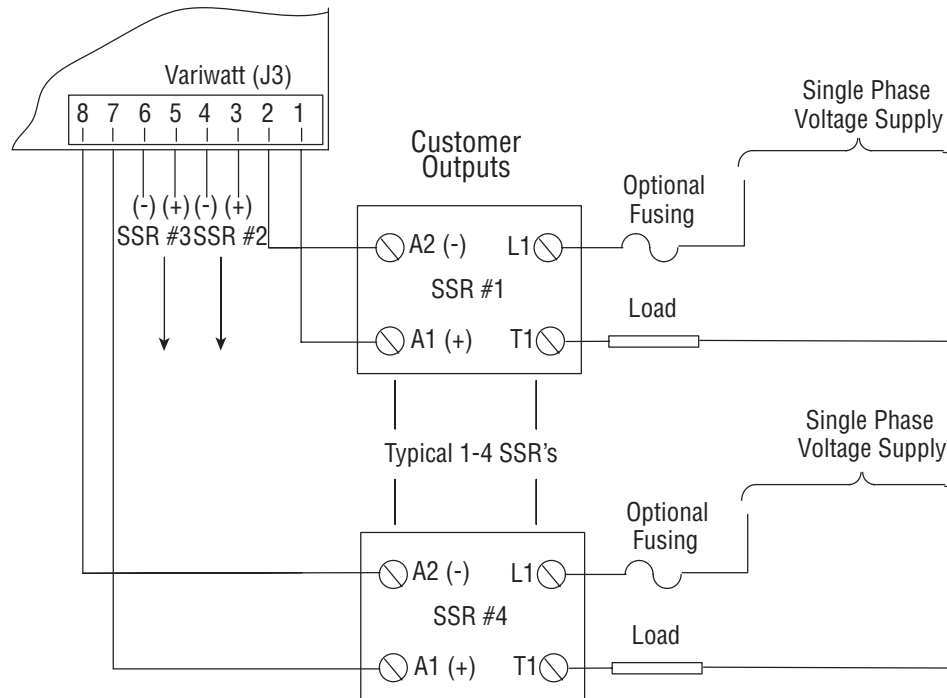 Variwatt (J3)
8 7 6 5 4 3 2 1
(-) (+) (-) (+)
SSR #3 SSR #2
Customer
Outputs
A2 (-) L1
SSR #1
A1 (+) T1
Optional
Fusing
Single Phase
Voltage Supply
Load
Typical 1-4 SSR's
A2 (-) L1
SSR #4
A1 (+) T1
Optional
Fusing
Single Phase
Voltage Supply
Load